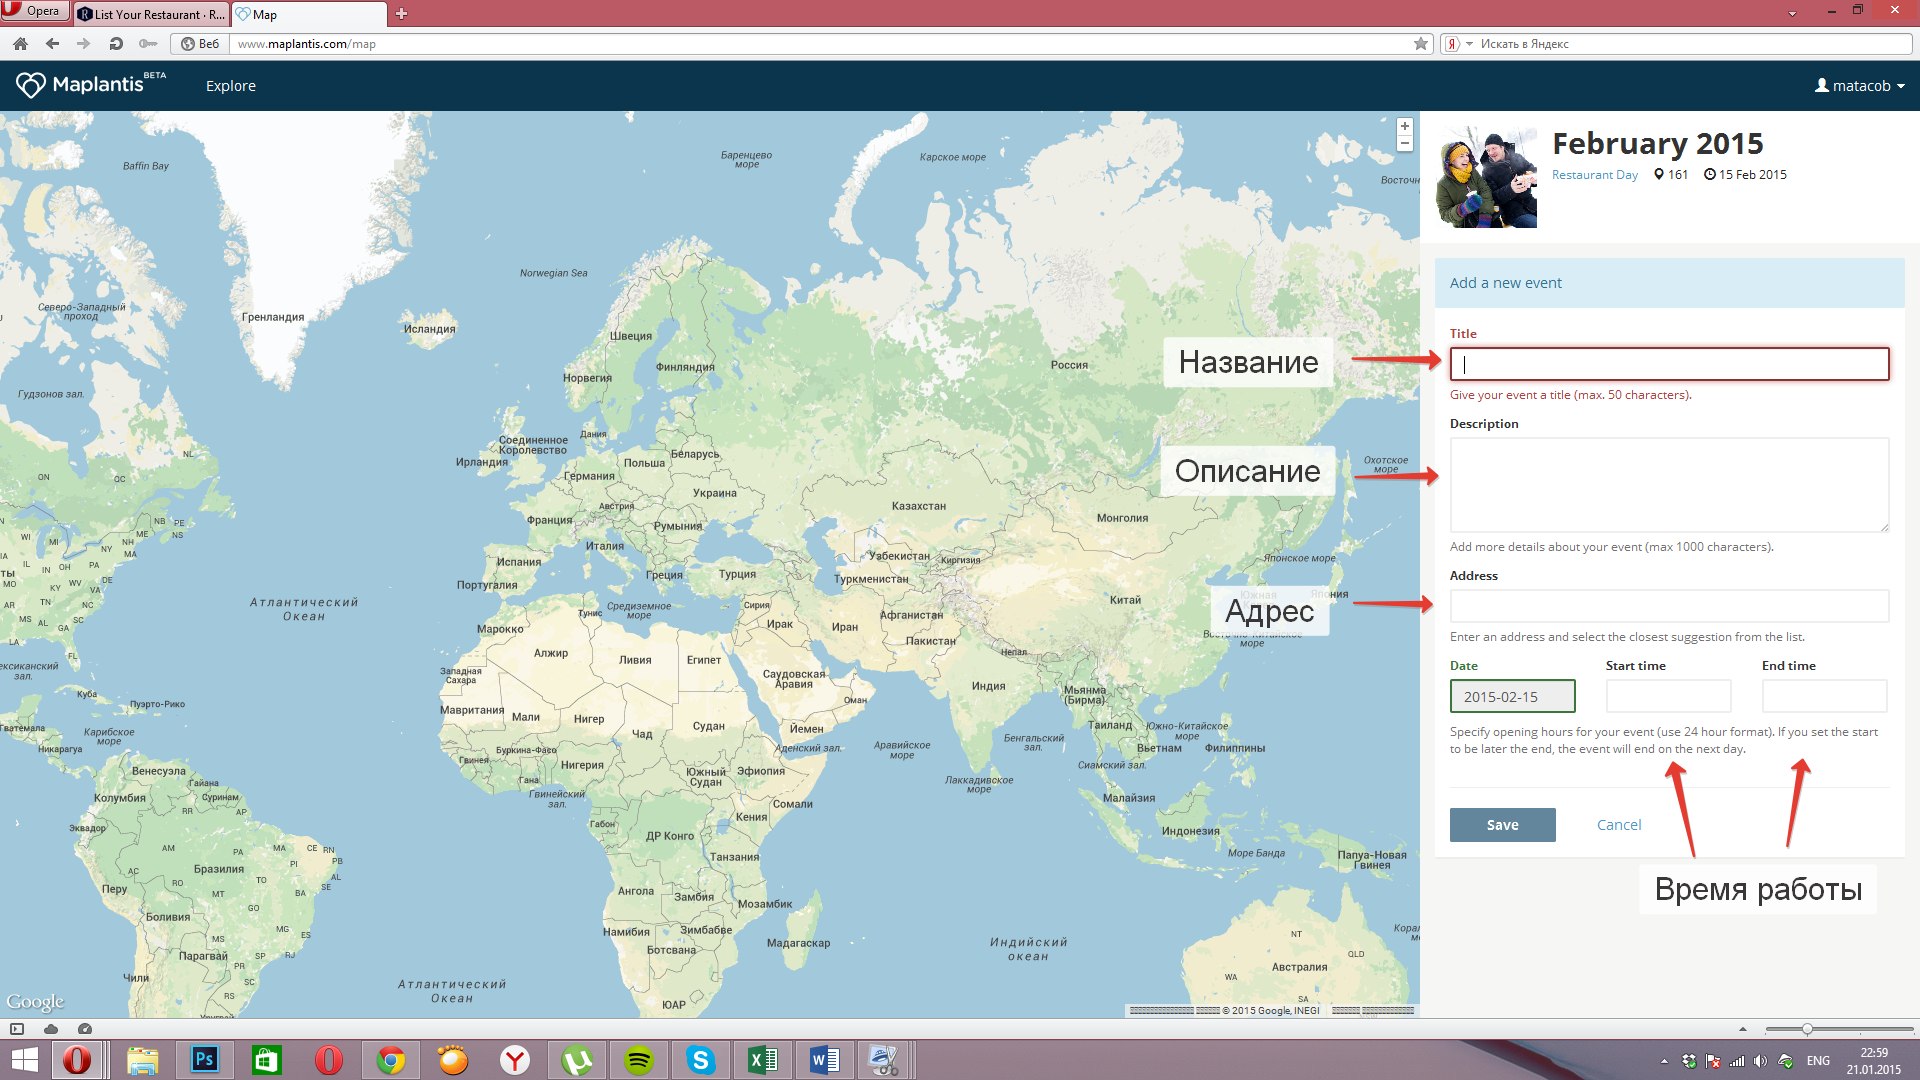 Opera
List Your Restaurant · R...
Map
Веб
www.maplantis.com/map
Искать в Яндекс
Maplantis BETA
Explore
matacob
Baffin Bay
Баренцево
море
Карское море
Norwegian Sea
Северо-Западный
проход
Гренландия
Исландия
Швеция
Финляндия
Норвегия
Россия
Гудзонов зал.
Соединенное
Королевство
Дания
Ирландия
Беларусь
Польша
Германия
Охотское
море
Украина
Австрия
Франция
Румыния
Казахстан
Монголия
Италия
Испания
Португалия
Греция
Турция
Узбекистан
Киргизия
Туркменистан
Японское море
Китай
Атлантический
Океан
Средиземное
море
Тунис
Сирия
Ирак
Иран
Афганистан
Пакистан
Марокко
Алжир
Ливия
Египет
Непал
Западная
Сахара
Саудовская
Аравия
Оман
Индия
Мьянма
(Бирма)
Куба
Пуэрто-Рико
Мавритания
Мали
Нигер
Чад
Судан
Йемен
Карибское
море
Никарагуа
Буркина-Фасо
Гвинея
Нигерия
Аденский зал.
Аравийское
море
Бенгальский
зал.
Таиланд
Вьетнам
Южно-Китайское
море
Филиппины
Сиамский зал.
Венесуэла
Гайана
Суринам
Колумбия
Гана
Гвинейский
зал.
Южный
Судан
Эфиопия
Сомали
Лаккадивское
море
Малайзия
Эквадор
Габон
ДР Конго
Кения
Танзания
Индонезия
Море Банда
Папуа-Новая
Гвинея
Бразилия
Перу
Боливия
Ангола
Замбия
Мозамбик
Намибия
Зимбабве
Ботсвана
Мадагаскар
Парагвай
Чили
Уругвай
Атлантический
Океан
ЮАР
Индийский
океан
Австралия
NT
QLD
WA
SA
Google
© 2015 Google, INEGI
Название
Описание
Адрес
February 2015
Restaurant Day 161 15 Feb 2015
Add a new event
Title
Give your event a title (max. 50 characters).
Description
Add more details about your event (max 1000 characters).
Address
Enter an address and select the closest suggestion from the list.
Date Start time End time
2015-02-15
Specify opening hours for your event (use 24 hour format). If you set the start
to be later the end, the event will end on the next day.
Save Cancel
Время работы
ENG
22:59
21.01.2015